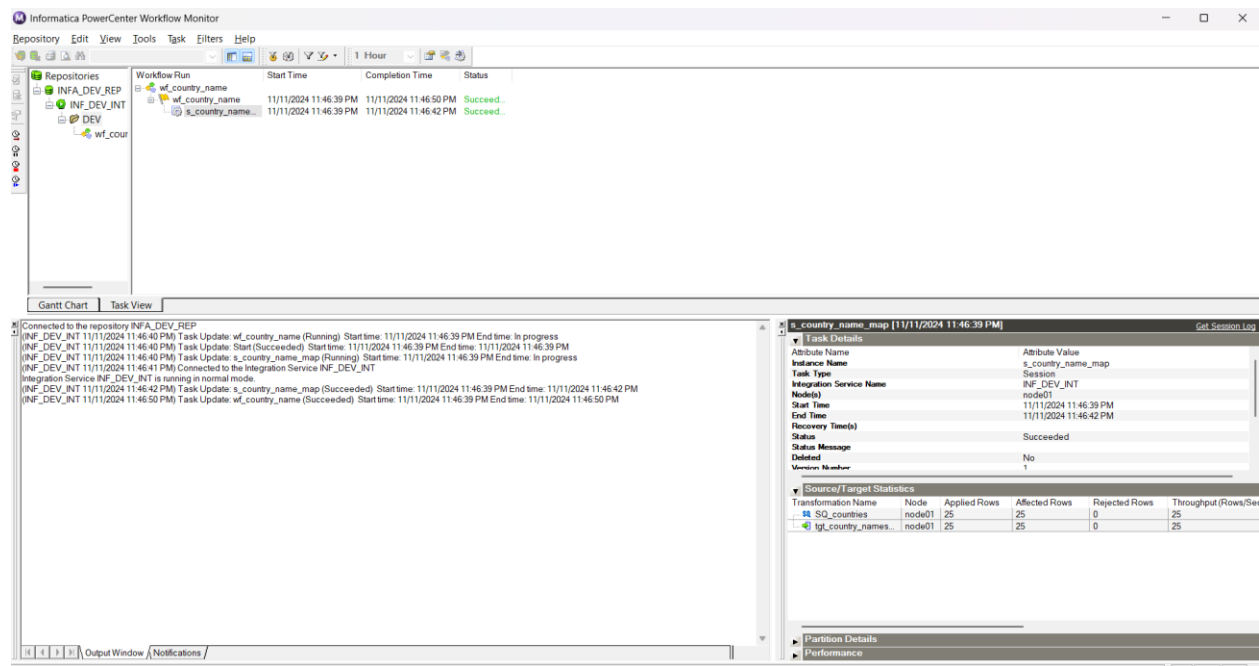 Informatica PowerCenter Workflow Monitor
Repository Edit View Tools Task Filters Help
1 Hour
Repositories
INFA_DEV_REP
INF_DEV_INT
DEV
wf_cour
Workflow Run Start Time Completion Time Status
wf_country_name
wf_country_name 11/11/2024 11:46:39 PM 11/11/2024 11:46:50 PM Succeed...
s_country_name... 11/11/2024 11:46:39 PM 11/11/2024 11:46:42 PM Succeed...
Gantt Chart Task View
Connected to the repository INFA_DEV_REP
(INF_DEV_INT 11/11/2024 11:46:40 PM) Task Update: wf_country_name (Running) Start time: 11/11/2024 11:46:39 PM End time: In progress
(INF_DEV_INT 11/11/2024 11:46:40 PM) Task Update: Start (Succeeded) Start time: 11/11/2024 11:46:39 PM End time: 11/11/2024 11:46:39 PM
(INF_DEV_INT 11/11/2024 11:46:40 PM) Task Update: s_country_name_map (Running) Start time: 11/11/2024 11:46:39 PM End time: In progress
(INF_DEV_INT 11/11/2024 11:46:41 PM) Connected to the Integration Service INF_DEV_INT
Integration Service INF_DEV_INT is running in normal mode.
(INF_DEV_INT 11/11/2024 11:46:42 PM) Task Update: s_country_name_map (Succeeded) Start time: 11/11/2024 11:46:39 PM End time: 11/11/2024 11:46:42 PM
(INF_DEV_INT 11/11/2024 11:46:50 PM) Task Update: wf_country_name (Succeeded) Start time: 11/11/2024 11:46:39 PM End time: 11/11/2024 11:46:50 PM
Output Window Notifications
s_country_name_map [11/11/2024 11:46:39 PM] Get Session Log
Task Details
Attribute Name Attribute Value
Instance Name s_country_name_map
Task Type Session
Integration Service Name INF_DEV_INT
Node(s) node01
Start Time 11/11/2024 11:46:39 PM
End Time 11/11/2024 11:46:42 PM
Recovery Time(s)
Status Succeeded
Status Message
Deleted No
Version Number 1
Source/Target Statistics
Transformation Name Node Applied Rows Affected Rows Rejected Rows Throughput (Rows/Sec
SQ_countries node01 25 25 0 25
tgt_country_names... node01 25 25 0 25
Partition Details
Performance